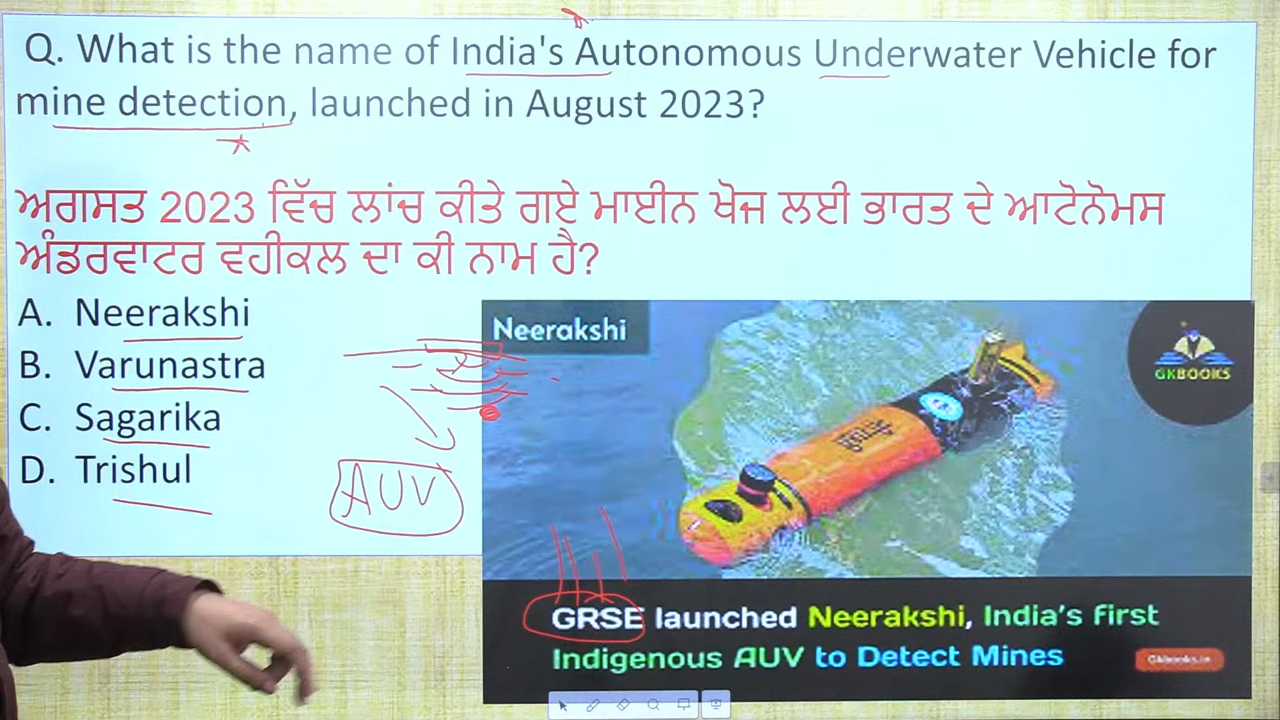 Q. What is the name of India's Autonomous Underwater Vehicle for
mine detection, launched in August 2023?
ਅਗਸਤ 2023 ਵਿੱਚ ਲਾਂਚ ਕੀਤੇ ਗਏ ਮਾਈਨ ਖੋਜ ਲਈ ਭਾਰਤ ਦੇ ਆਟੋਨੋਮਸ
ਅੰਡਰਵਾਟਰ ਵਹੀਕਲ ਦਾ ਕੀ ਨਾਮ ਹੈ?
A. Neerakshi
B. Varunastra
C. Sagarika
D. Trishul
AUV
Neerakshi
GKBOOKS
GRSE launched Neerakshi, India's first
Indigenous AUV to Detect Mines
Gkbooks.in